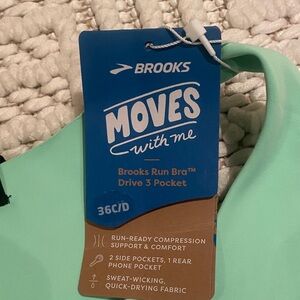 BROOKS
MOVES
with me
Brooks Run Bra™
Drive 3 Pocket
36C/D
RUN-READY COMPRESSION
SUPPORT & COMFORT
2 SIDE POCKETS, 1 REAR
PHONE POCKET
SWEAT-WICKING,
QUICK-DRYING FABRIC